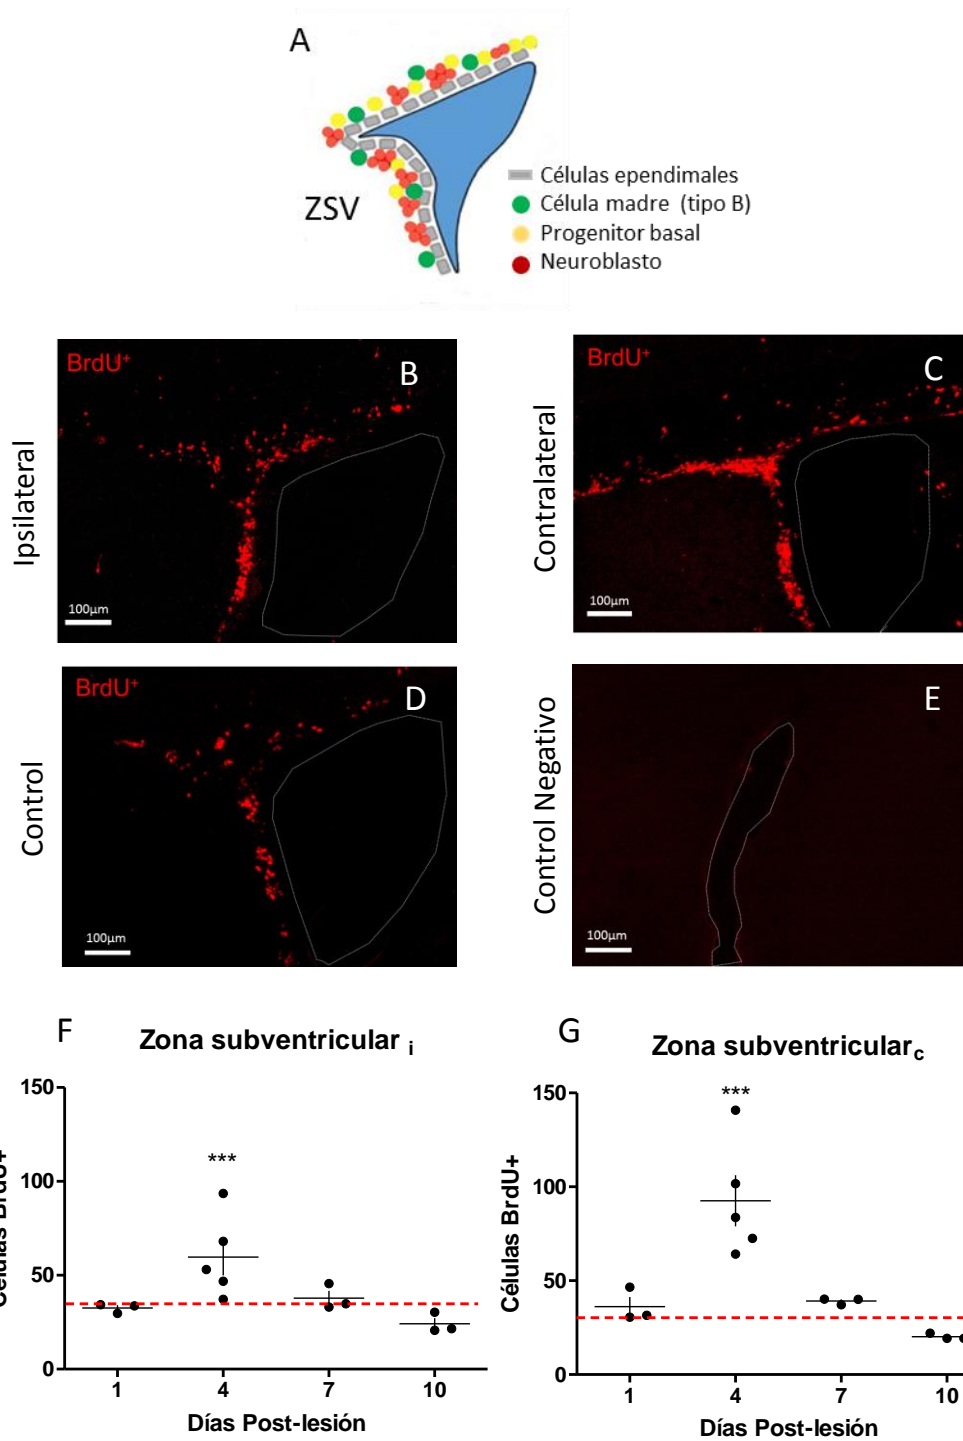 A
ZSV
Células ependimales
Célula madre (tipo B)
Progenitor basal
Neuroblasto
Ipsilateral
BrdU+
B
100µm
Contralateral
BrdU+
C
100µm
Control
BrdU+
D
100µm
Control Negativo
E
100µm
F
Zona subventricular i
Células BrdU+
150
100
50
0
***
1 4 7 10
Días Post-lesión
G
Zona subventricular c
Células BrdU+
150
100
50
0
***
1 4 7 10
Días Post-lesión